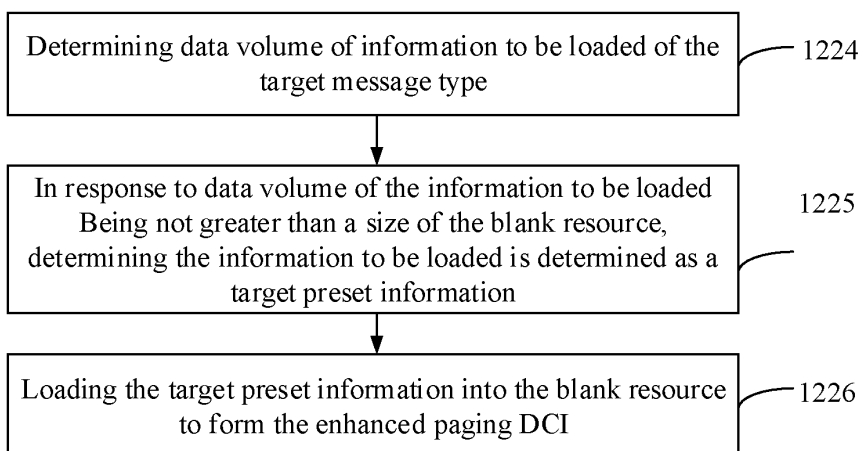 Determining data volume of information to be loaded of the
target message type
1224
In response to data volume of the information to be loaded
Being not greater than a size of the blank resource,
determining the information to be loaded is determined as a
target preset information
1225
Loading the target preset information into the blank resource
to form the enhanced paging DCI
1226